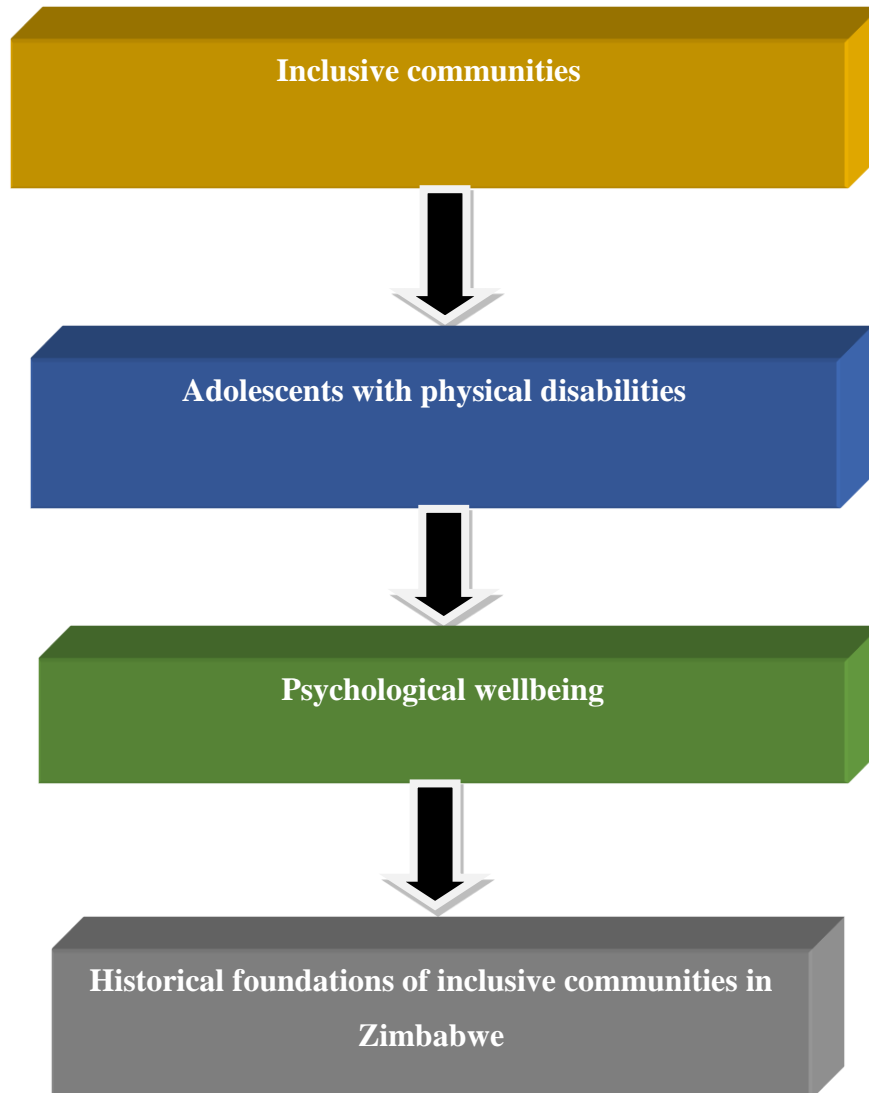 Inclusive communities
Adolescents with physical disabilities
Psychological wellbeing
Historical foundations of inclusive communities in
Zimbabwe